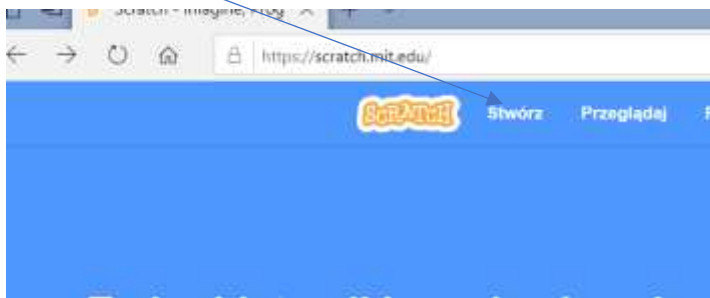 Scratch - Imagine, Prog
https://scratch.mit.edu/
SCRATCH Stwórz Przeglądaj